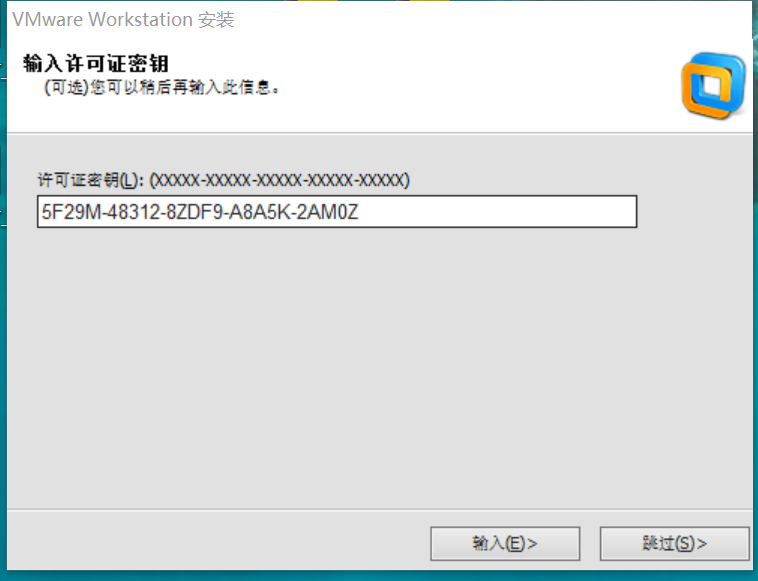 VMware Workstation 安装
输入许可证密钥
(可选)您可以稍后再输入此信息。
许可证密钥(L): (XXXXX-XXXXX-XXXXX-XXXXX-XXXXX)
5F29M-48312-8ZDF9-A8A5K-2AM0Z
输入(E)>
跳过(S)>